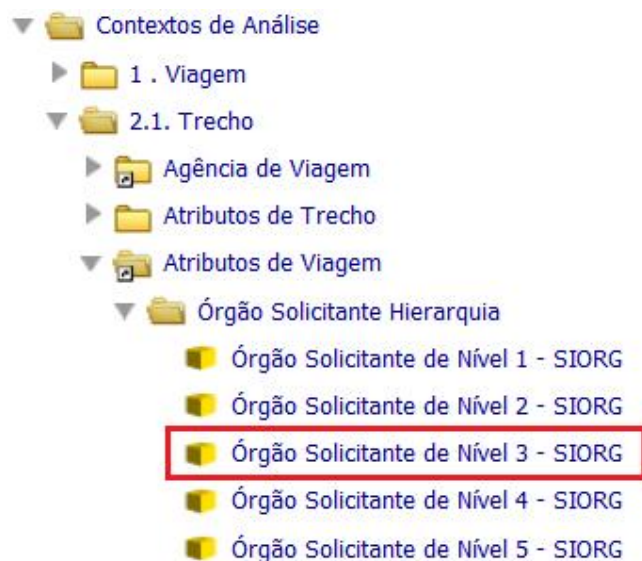 Contextos de Análise
1 . Viagem
2.1. Trecho
Agência de Viagem
Atributos de Trecho
Atributos de Viagem
Órgão Solicitante Hierarquia
Órgão Solicitante de Nível 1 - SIORG
Órgão Solicitante de Nível 2 - SIORG
Órgão Solicitante de Nível 3 - SIORG
Órgão Solicitante de Nível 4 - SIORG
Órgão Solicitante de Nível 5 - SIORG